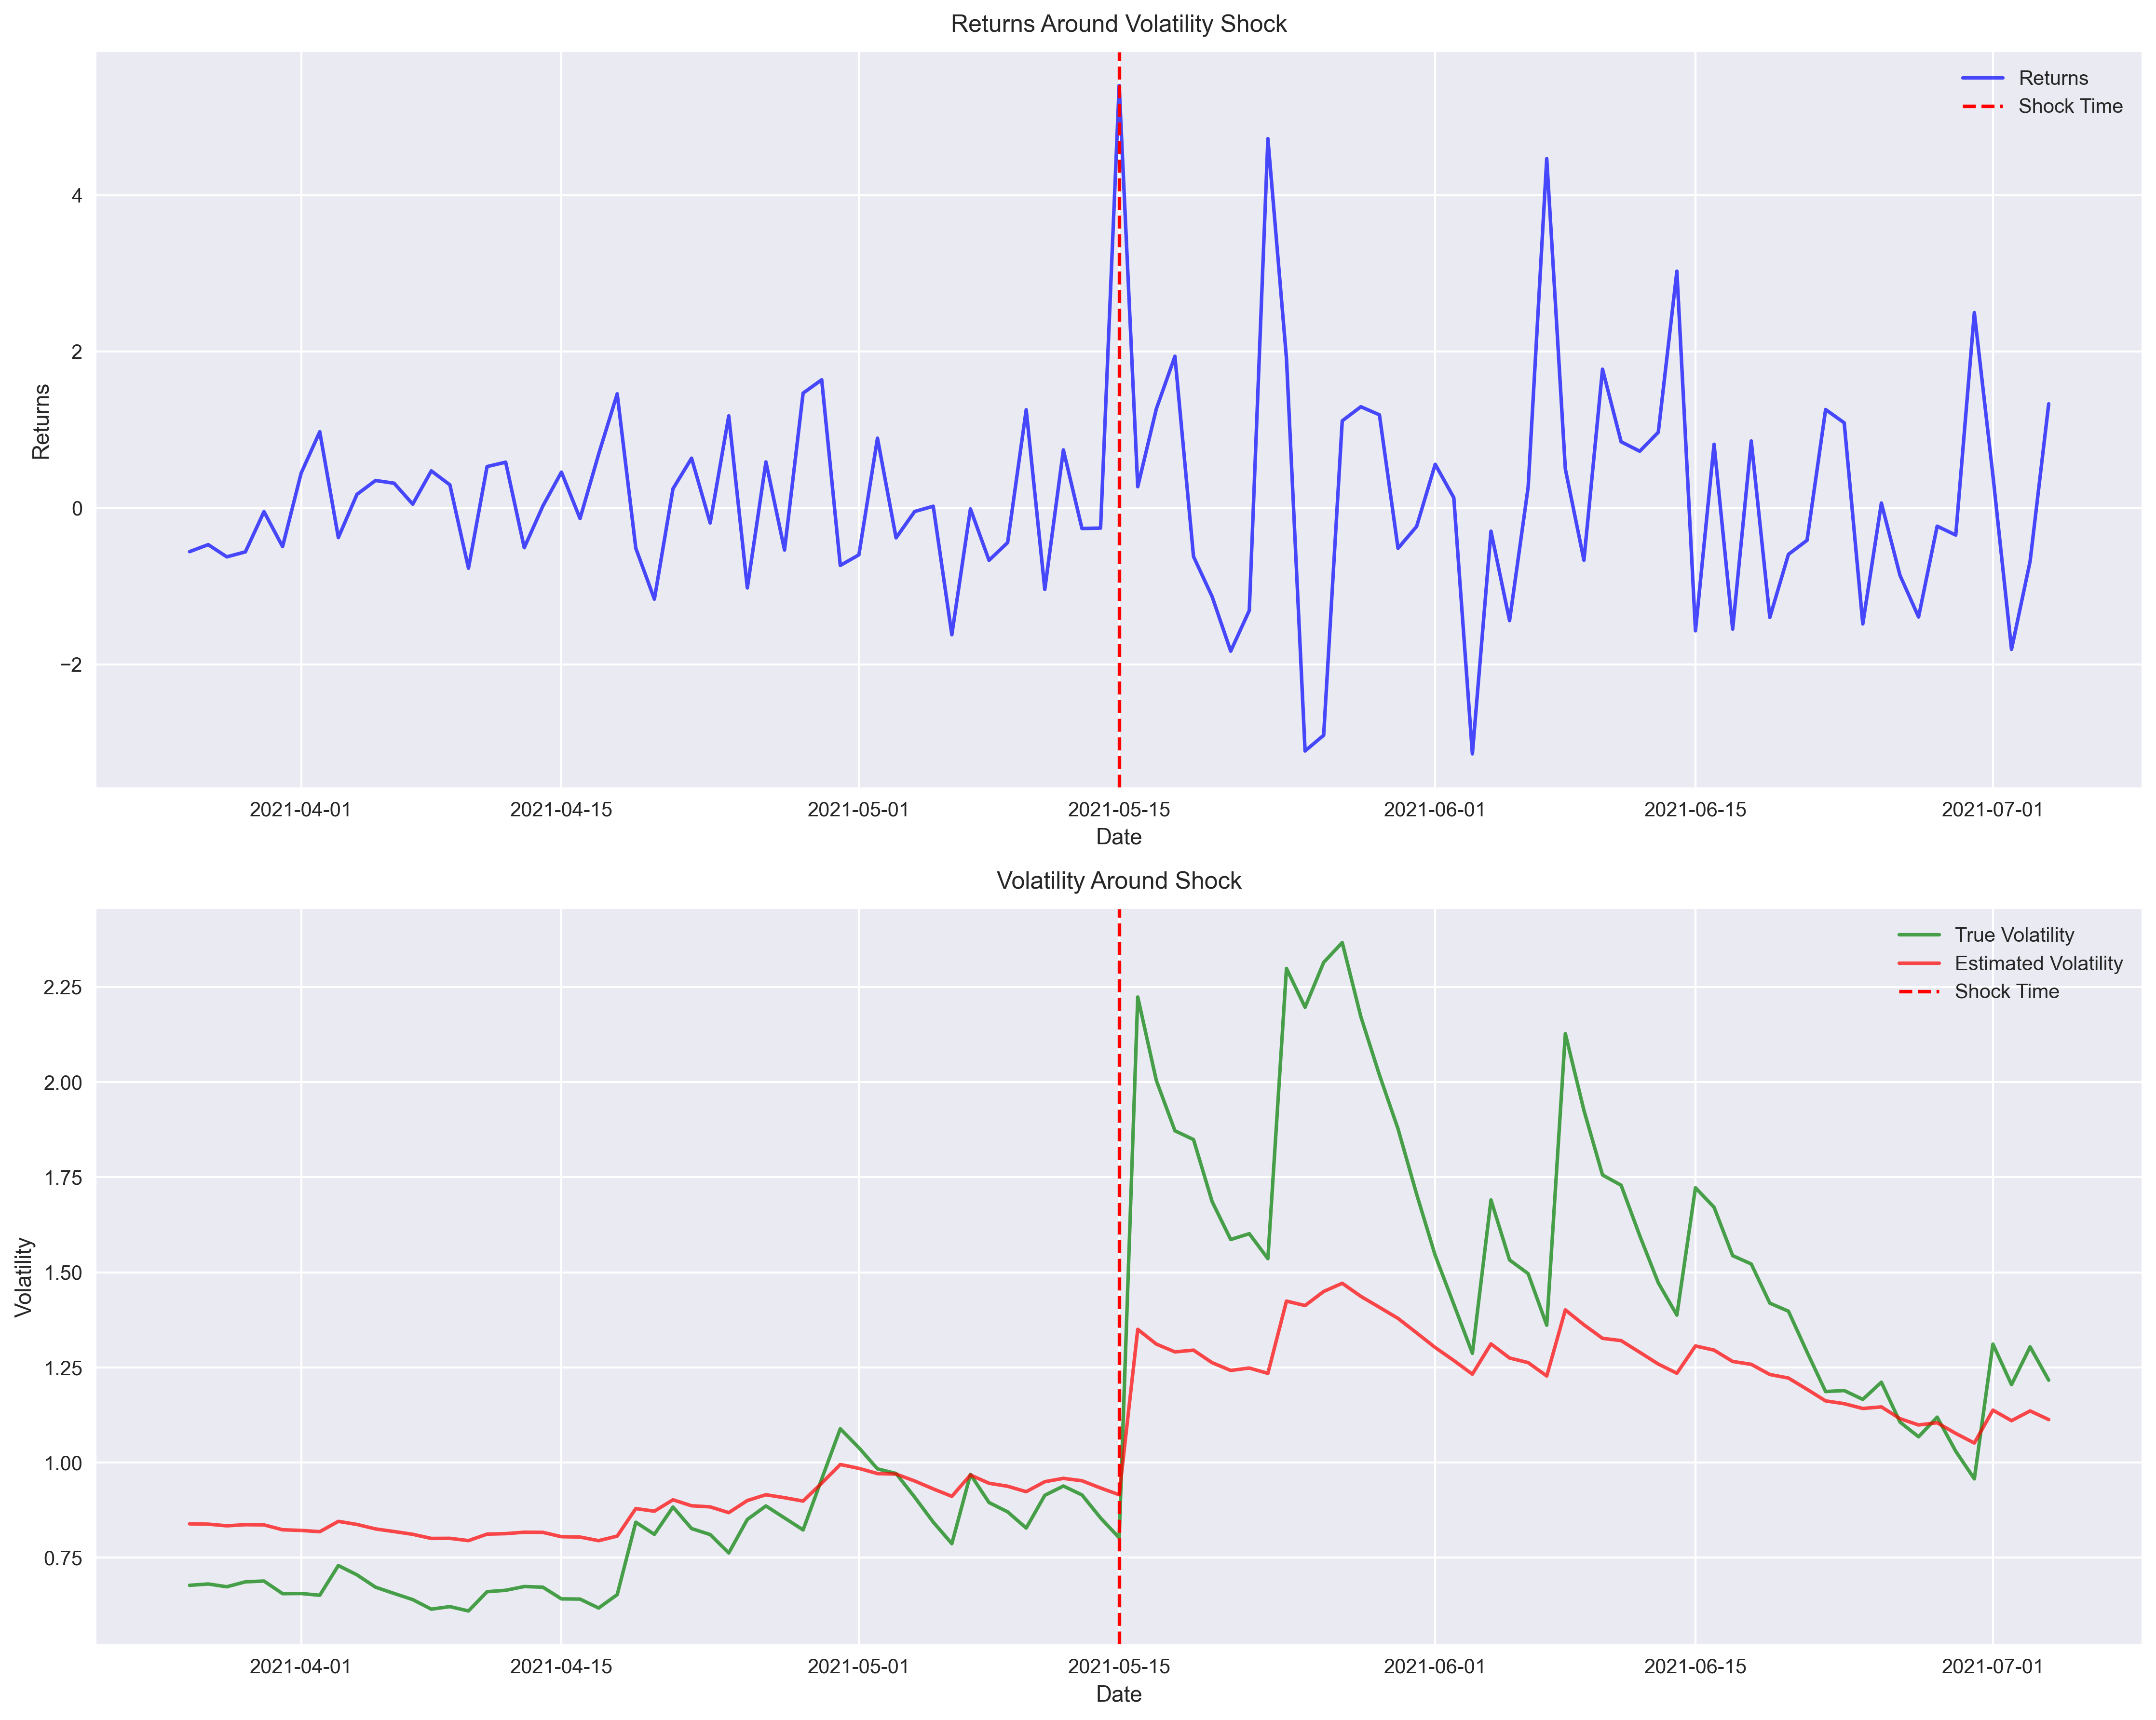 Returns Around Volatility Shock
Returns
Shock Time
4
2
0
−2
Returns
2021-04-01 2021-04-15 2021-05-01 2021-05-15 2021-06-01 2021-06-15 2021-07-01
Date
Volatility Around Shock
True Volatility
Estimated Volatility
Shock Time
2.25
2.00
1.75
1.50
1.25
1.00
0.75
Volatility
2021-04-01 2021-04-15 2021-05-01 2021-05-15 2021-06-01 2021-06-15 2021-07-01
Date